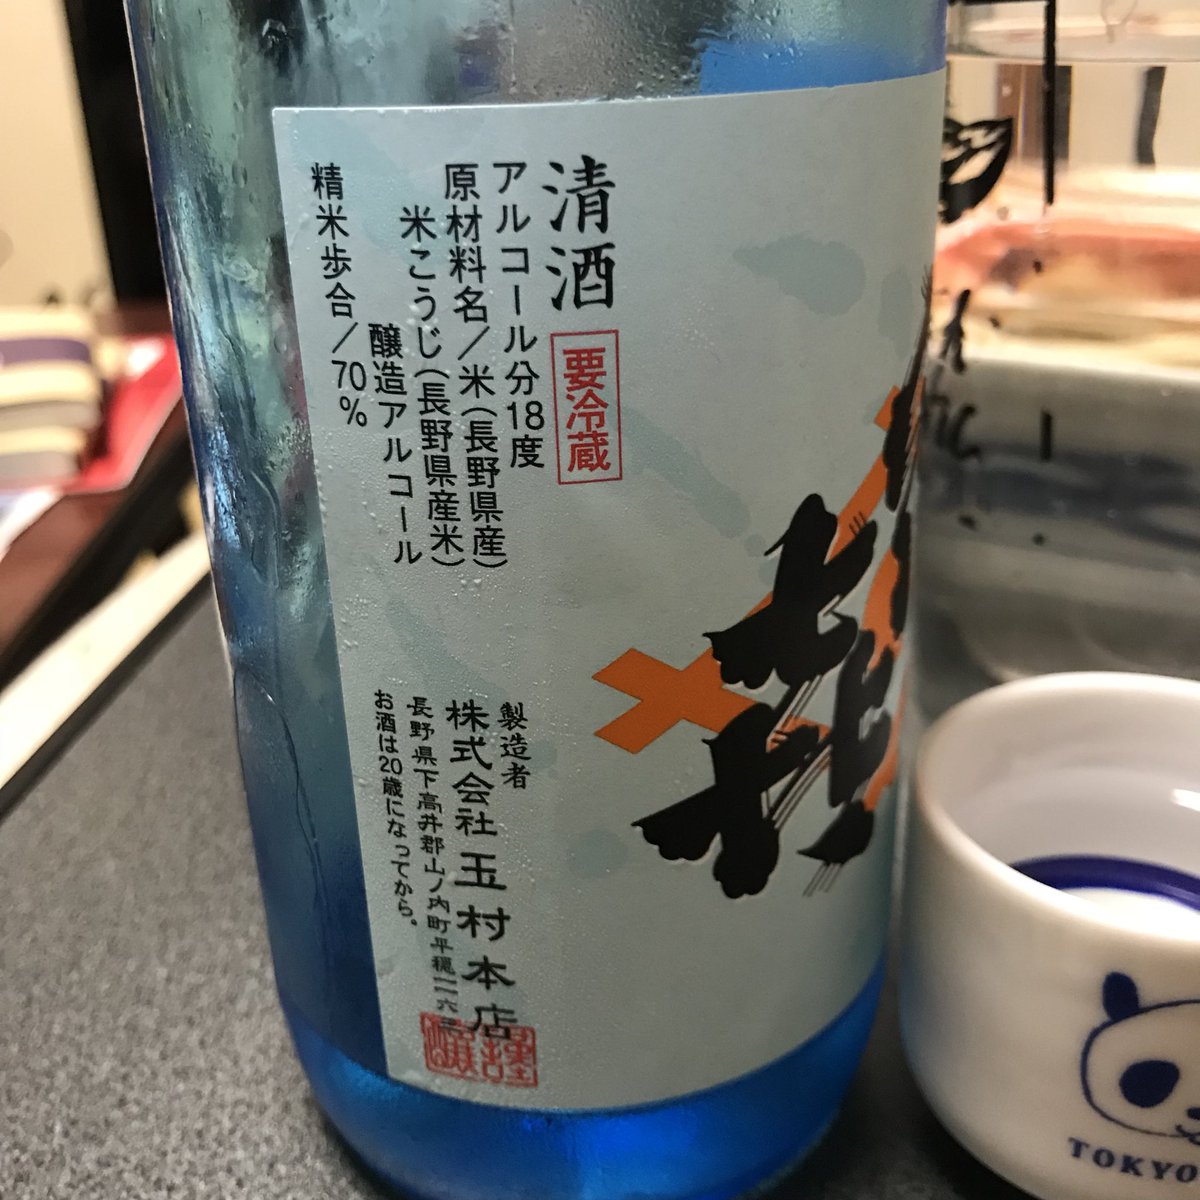 清酒
要冷蔵
アルコール分18度
原材料名/米(長野県産)
米こうじ(長野県産米)
醸造アルコール
精米歩合/70%
製造者
株式会社玉村本店
長野県下高井郡山ノ内町平穏一一六
お酒は20歳になってから。
TOKYO